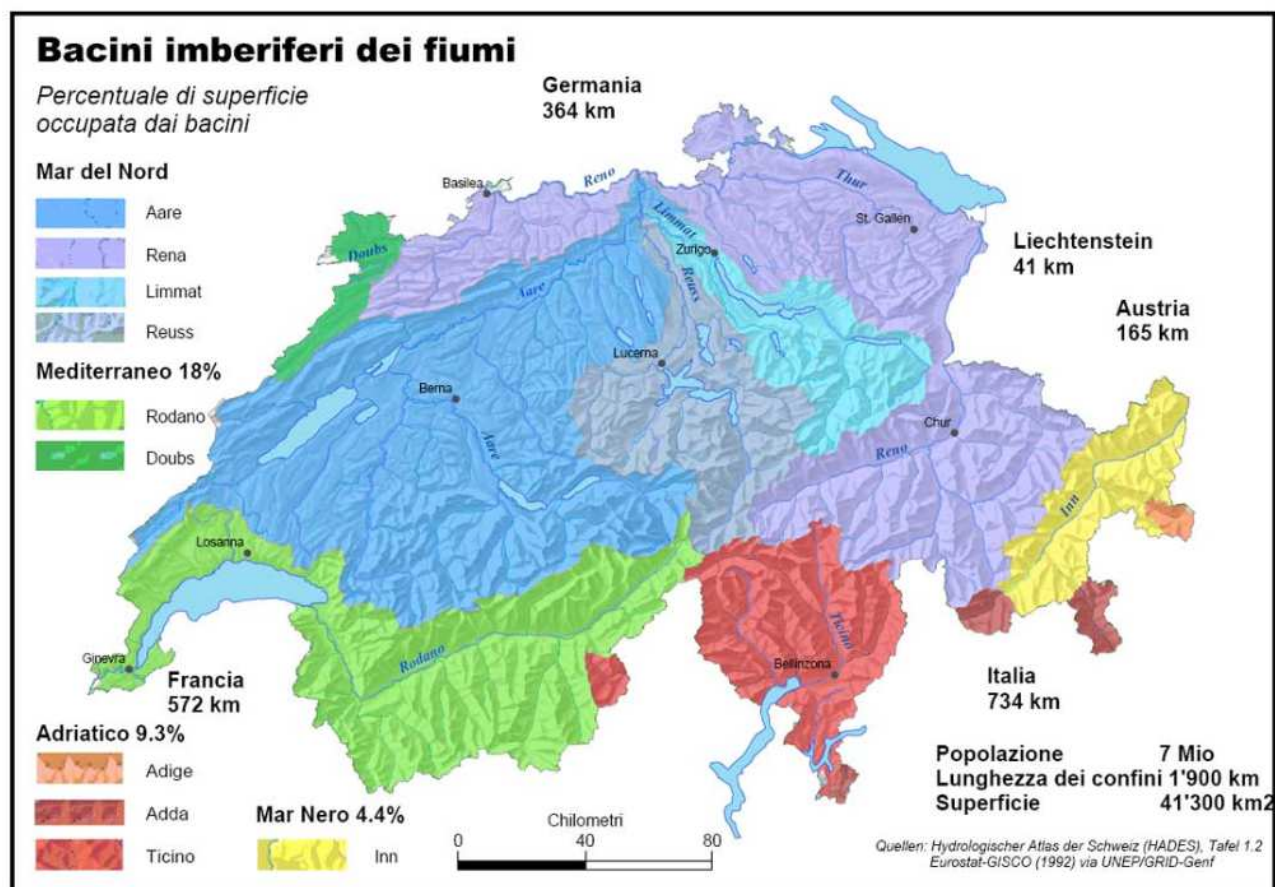 Bacini imberiferi dei fiumi
Percentuale di superficie
occupata dai bacini
Mar del Nord
Aare
Rena
Limmat
Reuss
Mediterraneo 18%
Rodano
Doubs
Germania
364 km
Liechtenstein
41 km
Austria
165 km
Basilea
Reno
Thur
St. Gallen
Limmat
Zurigo
Doubs
Aare
Reuss
Lucerna
Berna
Aare
Chur
Reno
Inn
Losanna
Ginevra
Rodano
Ticino
Bellinzona
Francia
572 km
Italia
734 km
Adriatico 9.3%
Adige
Adda
Ticino
Mar Nero 4.4%
Inn
Chilometri
0 40 80
Popolazione 7 Mio
Lunghezza dei confini 1'900 km
Superficie 41'300 km2
Quellen: Hydrologischer Atlas der Schweiz (HADES), Tafel 1.2
Eurostat-GISCO (1992) via UNEP/GRID-Genf